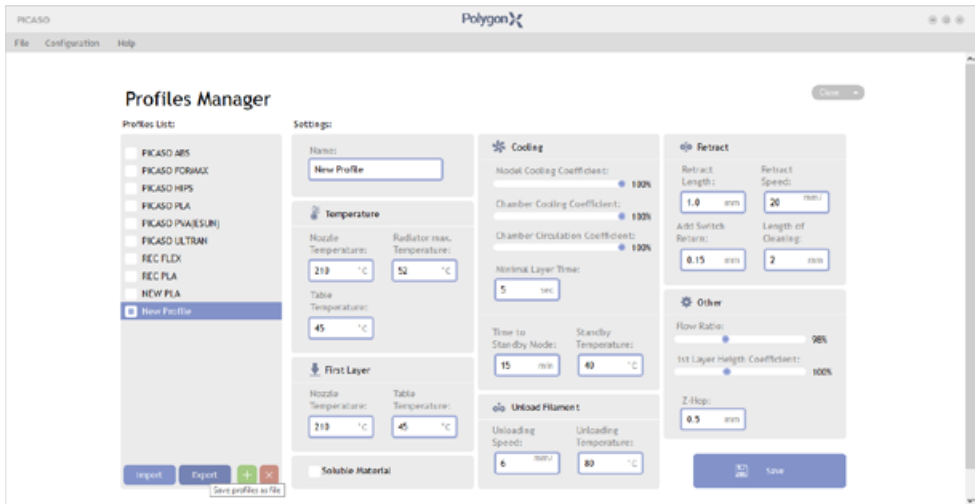 PICASO
Polygon X
File Configuration Help
Profiles Manager
Close
Profiles List:
PICASO ABS
PICASO FORMAX
PICASO HIPS
PICASO PLA
PICASO PVA(ESUN)
PICASO ULTRAN
REC FLEX
REC PLA
NEW PLA
New Profile
Import Export + ×
Save profiles as file
Settings:
Name:
New Profile
Temperature
Nozzle Temperature:
210 °C
Radiator max. Temperature:
52 °C
Table Temperature:
45 °C
First Layer
Nozzle Temperature:
210 °C
Table Temperature:
45 °C
Soluble Material
Cooling
Model Cooling Coefficient:
100%
Chamber Cooling Coefficient:
100%
Chamber Circulation Coefficient:
100%
Minimal Layer Time:
5 sec
Time to Standby Node:
15 min
Standby Temperature:
40 °C
Unload Filament
Unloading Speed:
6 mm/
Unloading Temperature:
80 °C
Retract
Retract Length:
1.0 mm
Retract Speed:
20 mm/
Add Switch Retern:
0.15 mm
Length of Cleaning:
2 mm
Other
Flow Ratio:
98%
1st Layer Heigth Coefficient:
100%
Z-Hop:
0.5 mm
Save